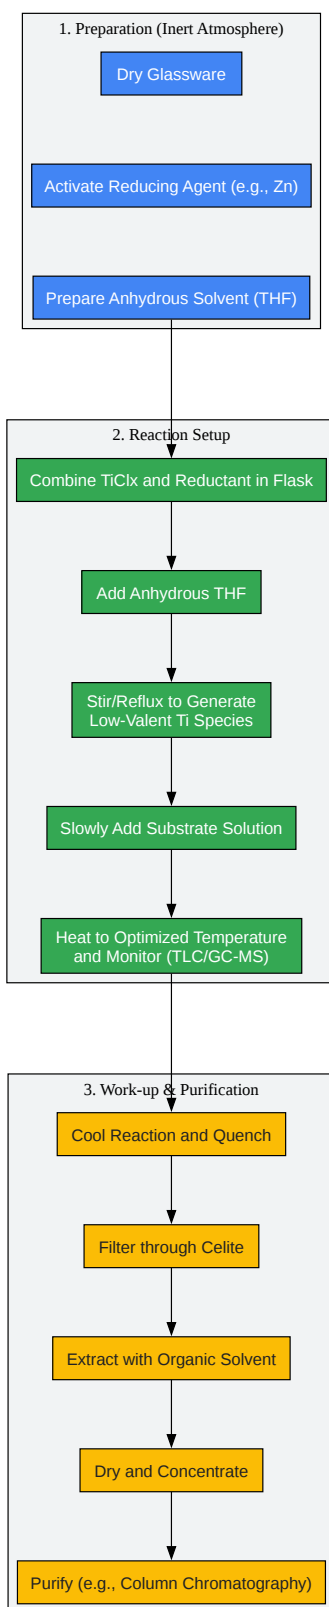 1. Preparation (Inert Atmosphere)
Dry Glassware
Activate Reducing Agent (e.g., Zn)
Prepare Anhydrous Solvent (THF)
2. Reaction Setup
Combine TiClx and Reductant in Flask
Add Anhydrous THF
Stir/Reflux to Generate
Low-Valent Ti Species
Slowly Add Substrate Solution
Heat to Optimized Temperature
and Monitor (TLC/GC-MS)
3. Work-up & Purification
Cool Reaction and Quench
Filter through Celite
Extract with Organic Solvent
Dry and Concentrate
Purify (e.g., Column Chromatography)